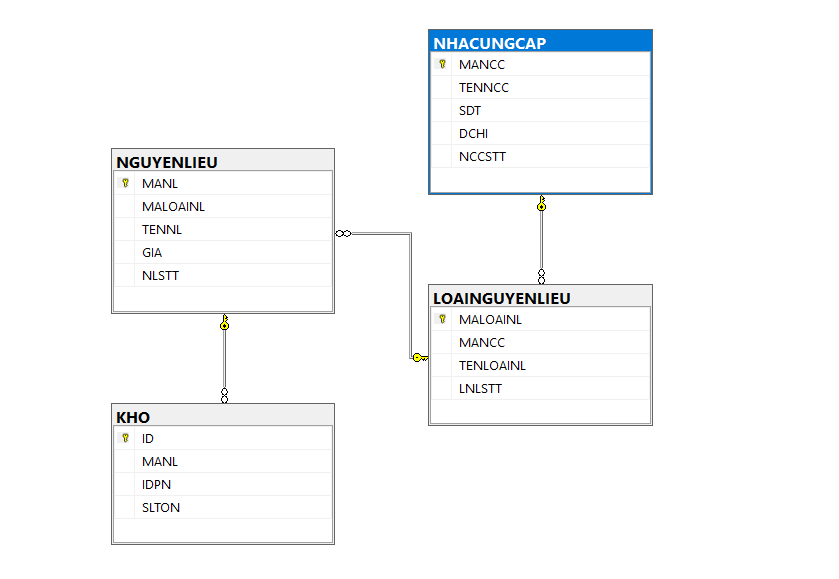 NHACUNGCAP
MANCC
TENNCC
SDT
DCHI
NCCSTT
NGUYENLIEU
MANL
MALOAINL
TENNL
GIA
NLSTT
LOAINGUYENLIEU
MALOAINL
MANCC
TENLOAINL
LNLSTT
KHO
ID
MANL
IDPN
SLTON